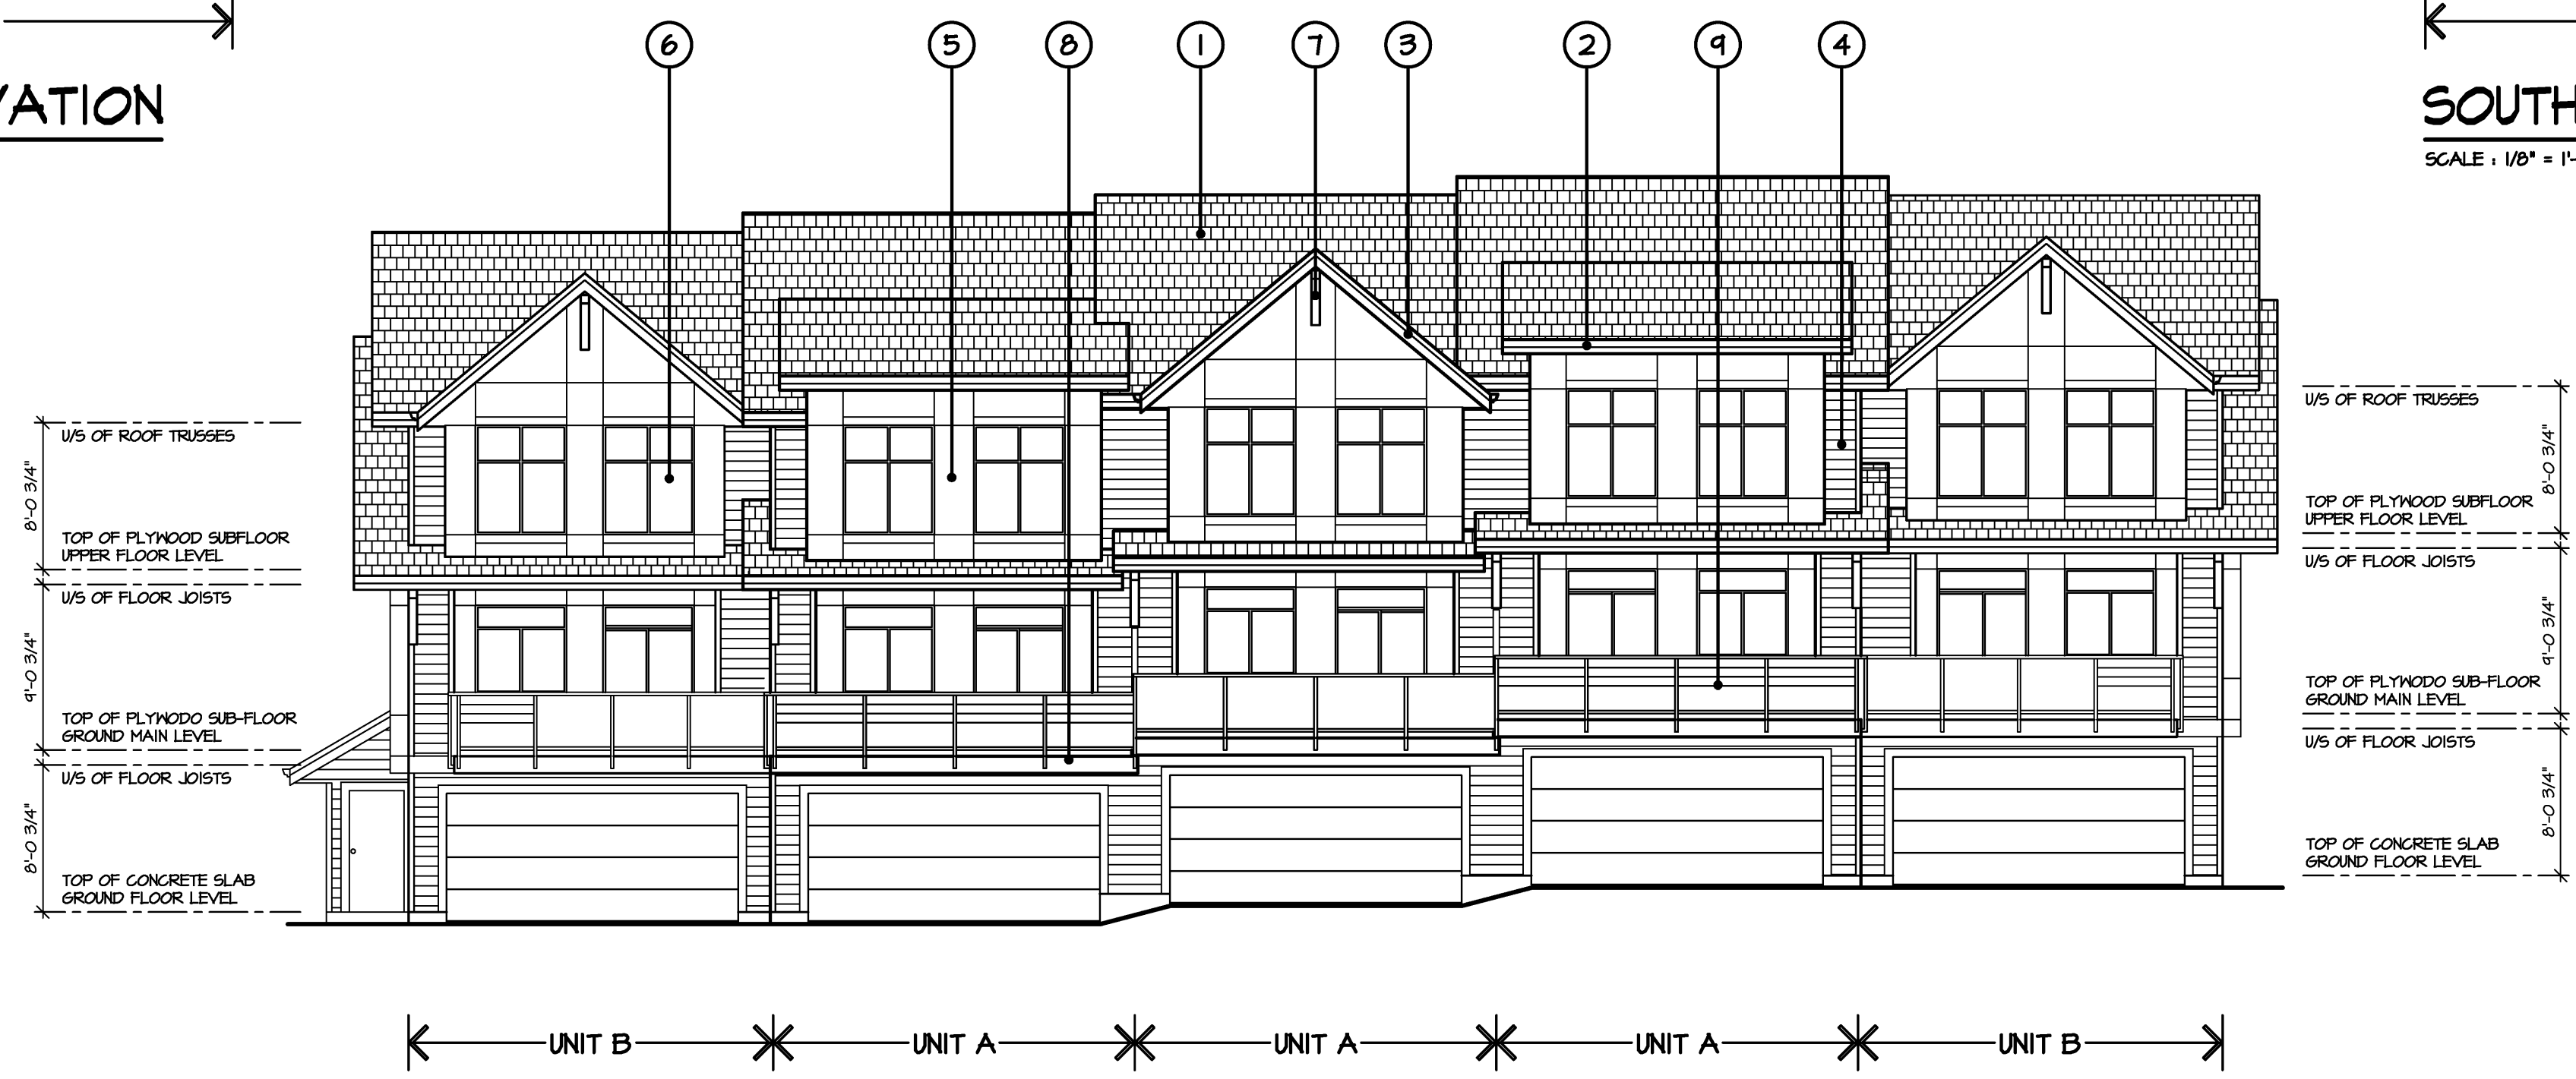 6 5 8 1 7 3 2 9 4
VATION
SOUTH
SCALE : 1/8" = 1'-
U/S OF ROOF TRUSSES
8'-0 3/4"
TOP OF PLYWOOD SUBFLOOR
UPPER FLOOR LEVEL
U/S OF FLOOR JOISTS
9'-0 3/4"
TOP OF PLYWODO SUB-FLOOR
GROUND MAIN LEVEL
U/S OF FLOOR JOISTS
8'-0 3/4"
TOP OF CONCRETE SLAB
GROUND FLOOR LEVEL
U/S OF ROOF TRUSSES
8'-0 3/4"
TOP OF PLYWOOD SUBFLOOR
UPPER FLOOR LEVEL
U/S OF FLOOR JOISTS
9'-0 3/4"
TOP OF PLYWODO SUB-FLOOR
GROUND MAIN LEVEL
U/S OF FLOOR JOISTS
8'-0 3/4"
TOP OF CONCRETE SLAB
GROUND FLOOR LEVEL
UNIT B UNIT A UNIT A UNIT A UNIT B